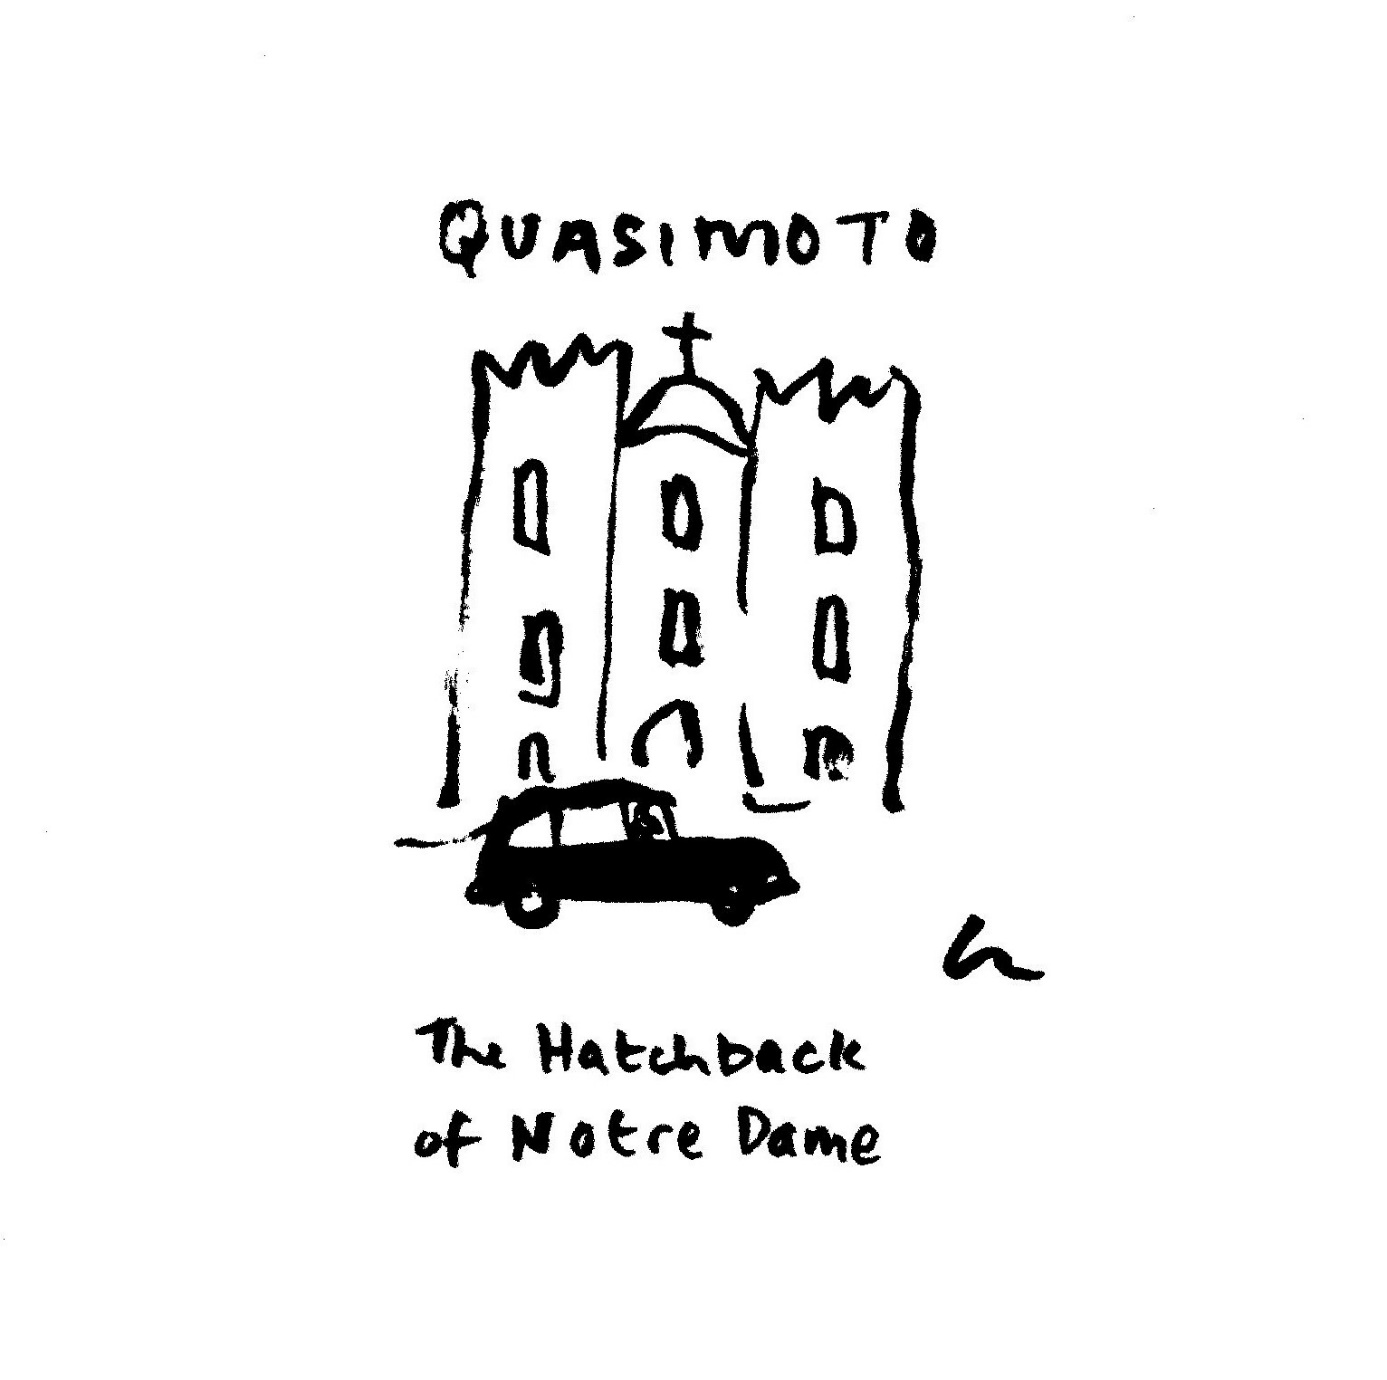 QUASIMOTO
The Hatchback
of Notre Dame